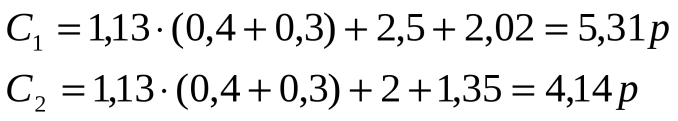 C₁ = 1,13 · (0,4 + 0,3) + 2,5 + 2,02 = 5,31 р
C₂ = 1,13 · (0,4 + 0,3) + 2 + 1,35 = 4,14 р